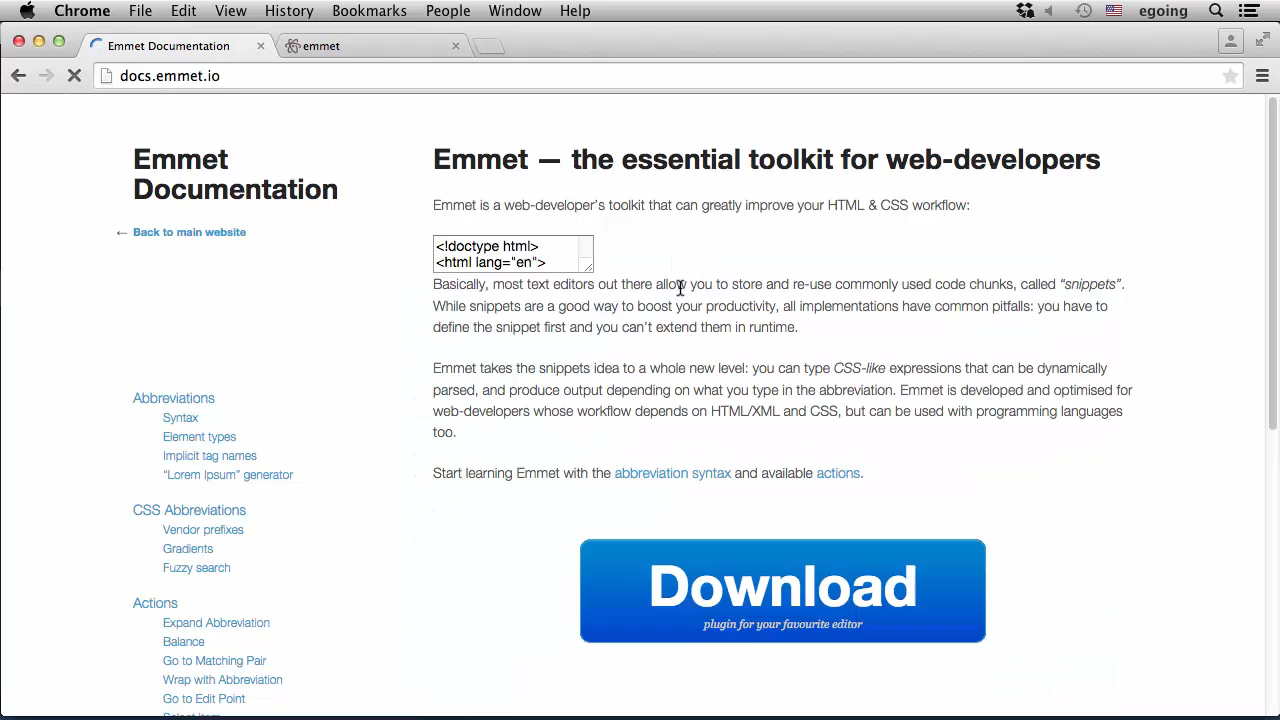 Chrome File Edit View History Bookmarks People Window Help egoing
Emmet Documentation emmet
docs.emmet.io
Emmet
Documentation
← Back to main website
Abbreviations
Syntax
Element types
Implicit tag names
“Lorem Ipsum” generator
CSS Abbreviations
Vendor prefixes
Gradients
Fuzzy search
Actions
Expand Abbreviation
Balance
Go to Matching Pair
Wrap with Abbreviation
Go to Edit Point
Select Item
Emmet — the essential toolkit for web-developers
Emmet is a web-developer’s toolkit that can greatly improve your HTML & CSS workflow:
<!doctype html>
<html lang="en">
Basically, most text editors out there allow you to store and re-use commonly used code chunks, called “snippets”.
While snippets are a good way to boost your productivity, all implementations have common pitfalls: you have to
define the snippet first and you can’t extend them in runtime.
Emmet takes the snippets idea to a whole new level: you can type CSS-like expressions that can be dynamically
parsed, and produce output depending on what you type in the abbreviation. Emmet is developed and optimised for
web-developers whose workflow depends on HTML/XML and CSS, but can be used with programming languages
too.
Start learning Emmet with the abbreviation syntax and available actions.
Download
plugin for your favourite editor